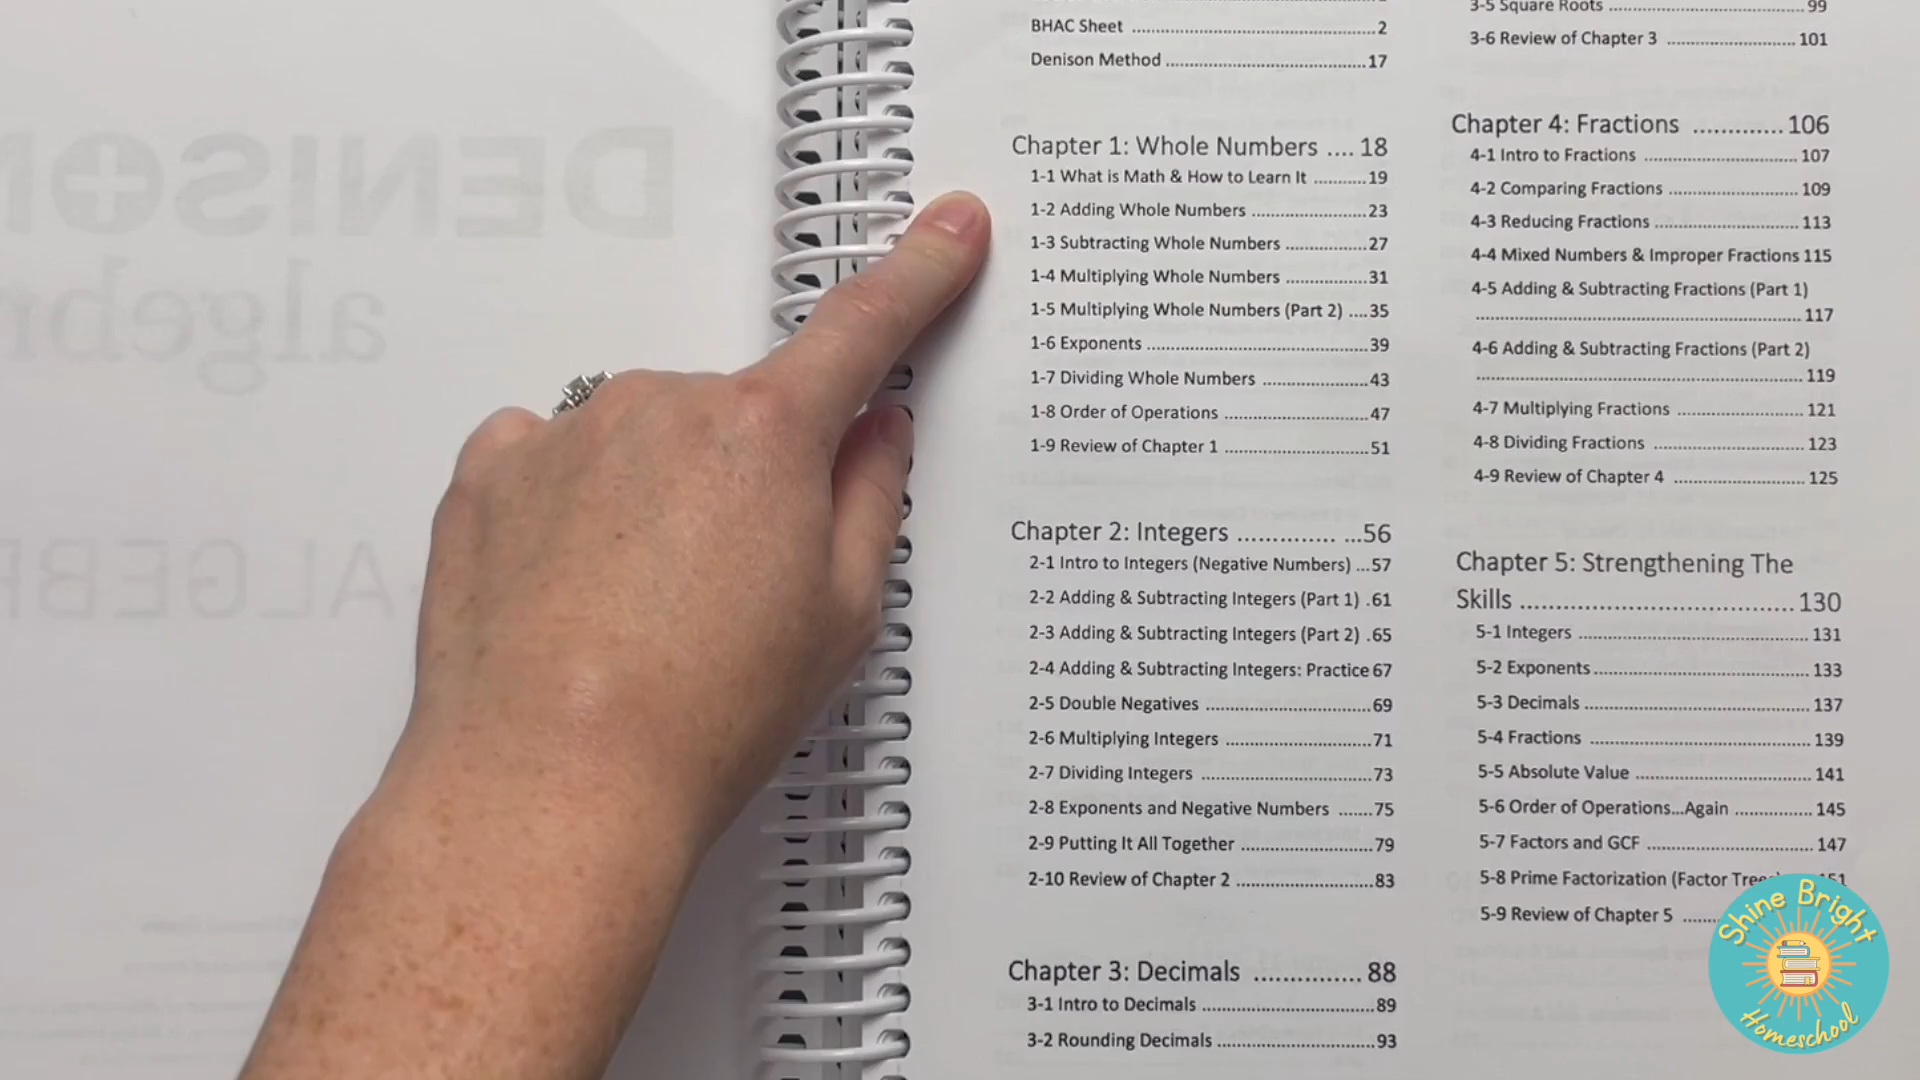 BHAC Sheet ..... 2
Denison Method ..... 17
Chapter 1: Whole Numbers .... 18
1-1 What is Math & How to Learn It ..... 19
1-2 Adding Whole Numbers ..... 23
1-3 Subtracting Whole Numbers ..... 27
1-4 Multiplying Whole Numbers ..... 31
1-5 Multiplying Whole Numbers (Part 2) .... 35
1-6 Exponents ..... 39
1-7 Dividing Whole Numbers ..... 43
1-8 Order of Operations ..... 47
1-9 Review of Chapter 1 ..... 51
Chapter 2: Integers ..... 56
2-1 Intro to Integers (Negative Numbers) ... 57
2-2 Adding & Subtracting Integers (Part 1) . 61
2-3 Adding & Subtracting Integers (Part 2) . 65
2-4 Adding & Subtracting Integers: Practice 67
2-5 Double Negatives ..... 69
2-6 Multiplying Integers ..... 71
2-7 Dividing Integers ..... 73
2-8 Exponents and Negative Numbers ..... 75
2-9 Putting It All Together ..... 79
2-10 Review of Chapter 2 ..... 83
Chapter 3: Decimals ..... 88
3-1 Intro to Decimals ..... 89
3-2 Rounding Decimals ..... 93
3-5 Square Roots ..... 99
3-6 Review of Chapter 3 ..... 101
Chapter 4: Fractions ..... 106
4-1 Intro to Fractions ..... 107
4-2 Comparing Fractions ..... 109
4-3 Reducing Fractions ..... 113
4-4 Mixed Numbers & Improper Fractions 115
4-5 Adding & Subtracting Fractions (Part 1)
..... 117
4-6 Adding & Subtracting Fractions (Part 2)
..... 119
4-7 Multiplying Fractions ..... 121
4-8 Dividing Fractions ..... 123
4-9 Review of Chapter 4 ..... 125
Chapter 5: Strengthening The
Skills ..... 130
5-1 Integers ..... 131
5-2 Exponents ..... 133
5-3 Decimals ..... 137
5-4 Fractions ..... 139
5-5 Absolute Value ..... 141
5-6 Order of Operations...Again ..... 145
5-7 Factors and GCF ..... 147
5-8 Prime Factorization (Factor
5-9 Review of Chapter 5 .....
Shine Bright
Homeschool
DENISON
algebr
ALGEB